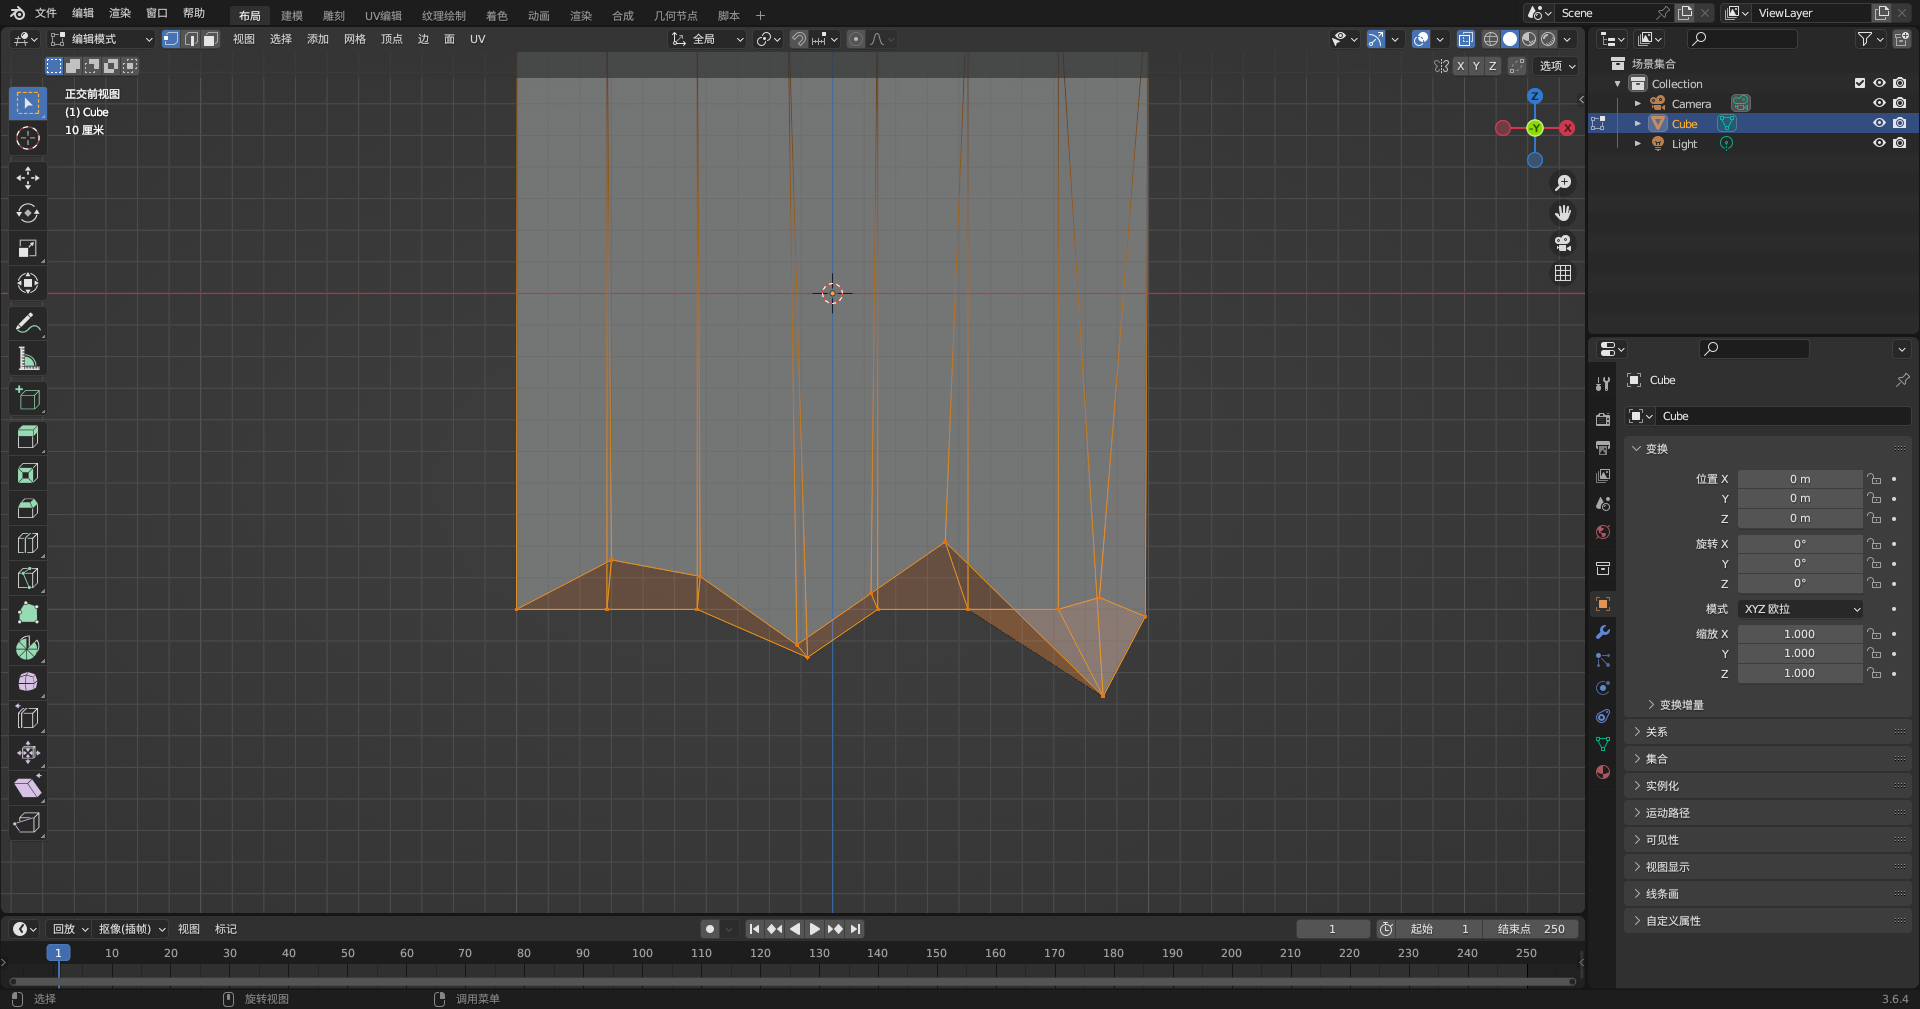 文件 编辑 渲染 窗口 帮助 布局 建模 雕刻 UV编辑 纹理绘制 着色 动画 渲染 合成 几何节点 脚本 + Scene ViewLayer
编辑模式 视图 选择 添加 网格 顶点 边 面 UV 全局
X Y Z 选项
正交前视图
(1) Cube
10 厘米
Z
-Y
X
场景集合
Collection
Camera
Cube
Light
Cube
Cube
变换
位置 X 0 m
Y 0 m
Z 0 m
旋转 X 0°
Y 0°
Z 0°
模式 XYZ 欧拉
缩放 X 1.000
Y 1.000
Z 1.000
变换增量
关系
集合
实例化
运动路径
可见性
视图显示
线条画
自定义属性
回放 抠像(插帧) 视图 标记 1 起始 1 结束点 250
1 10 20 30 40 50 60 70 80 90 100 110 120 130 140 150 160 170 180 190 200 210 220 230 240 250
选择 旋转视图 调用菜单 3.6.4